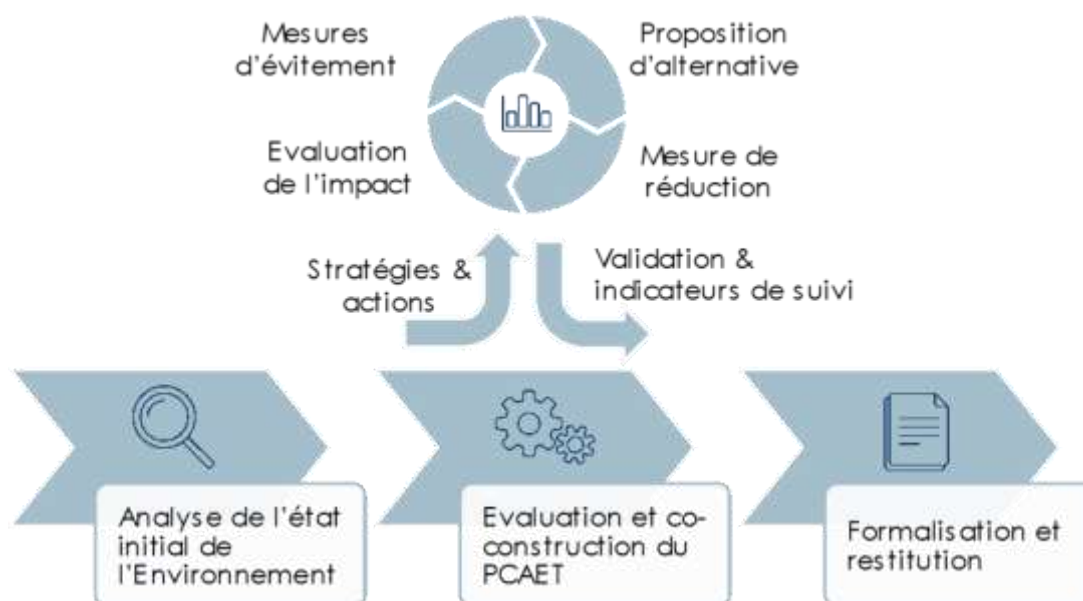 Mesures
d'évitement
Proposition
d'alternative
Evaluation
de l'impact
Mesure de
réduction
Stratégies &
actions
Validation &
indicateurs de suivi
Analyse de l'état
initial de
l'Environnement
Evaluation et co-
construction du
PCAET
Formalisation et
restitution